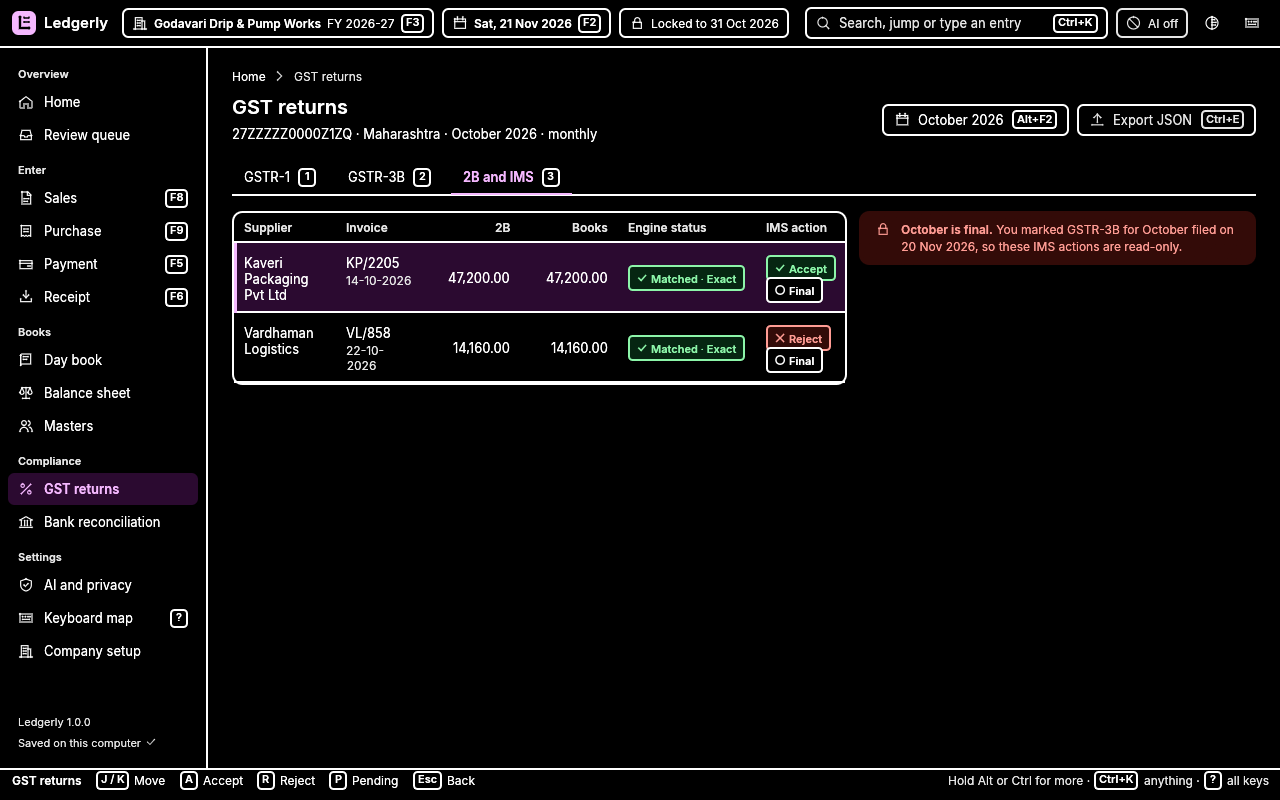 Ledgerly
Godavari Drip & Pump Works FY 2026-27 F3
Sat, 21 Nov 2026 F2
Locked to 31 Oct 2026
Search, jump or type an entry Ctrl+K
AI off
Overview
Home
Review queue
Enter
Sales F8
Purchase F9
Payment F5
Receipt F6
Books
Day book
Balance sheet
Masters
Compliance
GST returns
Bank reconciliation
Settings
AI and privacy
Keyboard map ?
Company setup
Ledgerly 1.0.0
Saved on this computer
Home GST returns
GST returns
27ZZZZZ0000Z1ZQ · Maharashtra · October 2026 · monthly
October 2026 Alt+F2
Export JSON Ctrl+E
GSTR-1 1 GSTR-3B 2 2B and IMS 3
Supplier Invoice 2B Books Engine status IMS action
Kaveri Packaging Pvt Ltd KP/2205 14-10-2026 47,200.00 47,200.00 Matched · Exact Accept Final
Vardhaman Logistics VL/858 22-10-2026 14,160.00 14,160.00 Matched · Exact Reject Final
October is final. You marked GSTR-3B for October filed on
20 Nov 2026, so these IMS actions are read-only.
GST returns J / K Move A Accept R Reject P Pending Esc Back
Hold Alt or Ctrl for more · Ctrl+K anything · ? all keys